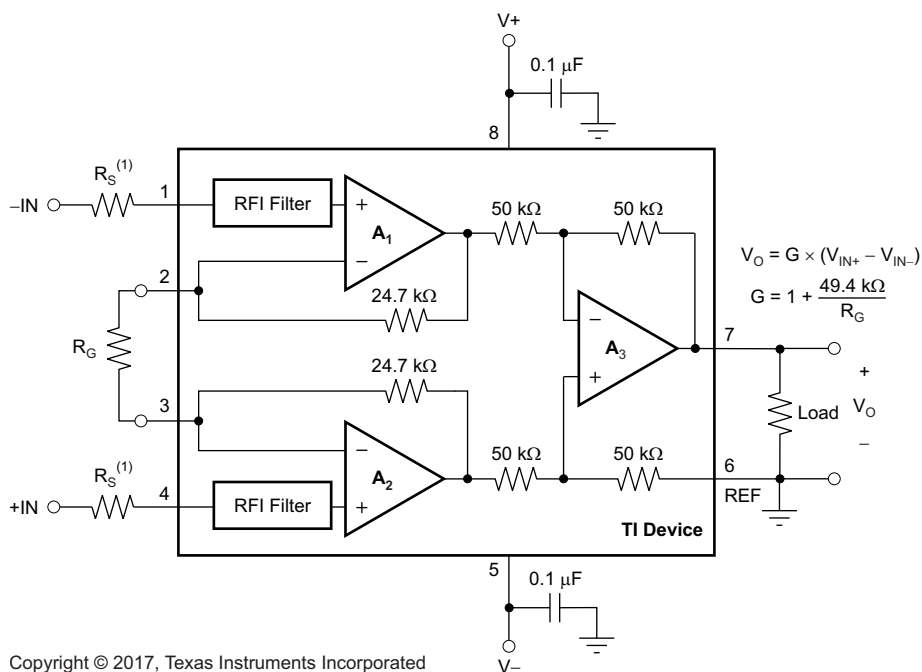 V+
0.1 μF
8
R_S^(1)
1
–IN
RFI Filter
+
A₁
–
50 kΩ
50 kΩ
V_O = G × (V_IN+ – V_IN–)
G = 1 + 49.4 kΩ / R_G
2
24.7 kΩ
R_G
–
A₃
+
7
+
24.7 kΩ
3
Load
V_O
–
–
A₂
+
50 kΩ
50 kΩ
6
REF
R_S^(1)
4
+IN
RFI Filter
TI Device
5
0.1 μF
V–
Copyright © 2017, Texas Instruments Incorporated